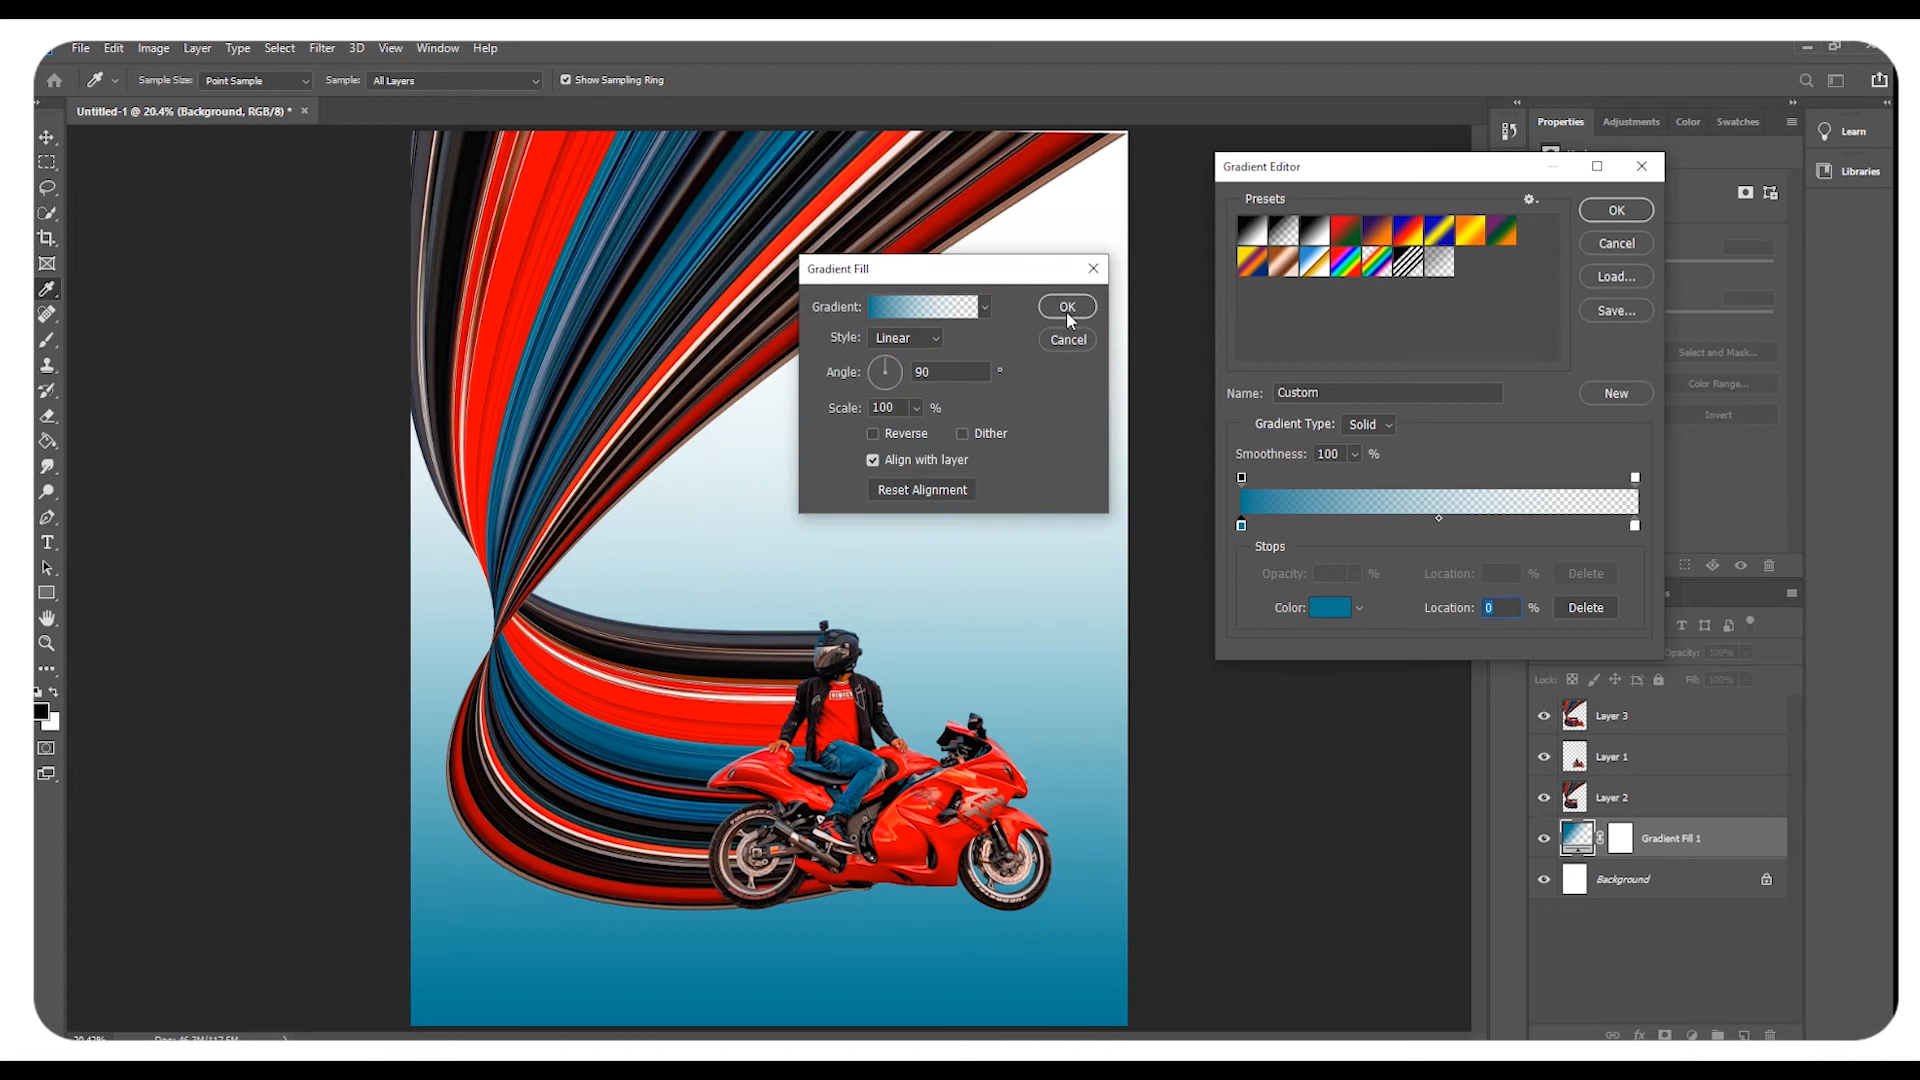 File Edit Image Layer Type Select Filter 3D View Window Help
Sample Size: Point Sample Sample: All Layers Show Sampling Ring
Untitled-1 @ 20.4% (Background, RGB/8) *
Properties Adjustments Color Swatches
Learn
Libraries
Gradient Editor
Presets
OK
Cancel
Load...
Save...
Name: Custom
New
Gradient Type: Solid
Smoothness: 100 %
Stops
Opacity: % Location: % Delete
Color: Location: 0 % Delete
Gradient Fill
Gradient:
OK
Style: Linear
Cancel
Angle: 90 °
Scale: 100 %
Reverse Dither
Align with layer
Reset Alignment
Select and Mask...
Color Range...
Invert
Opacity: 100%
Lock: Fill: 100%
Layer 3
Layer 1
Layer 2
Gradient Fill 1
Background